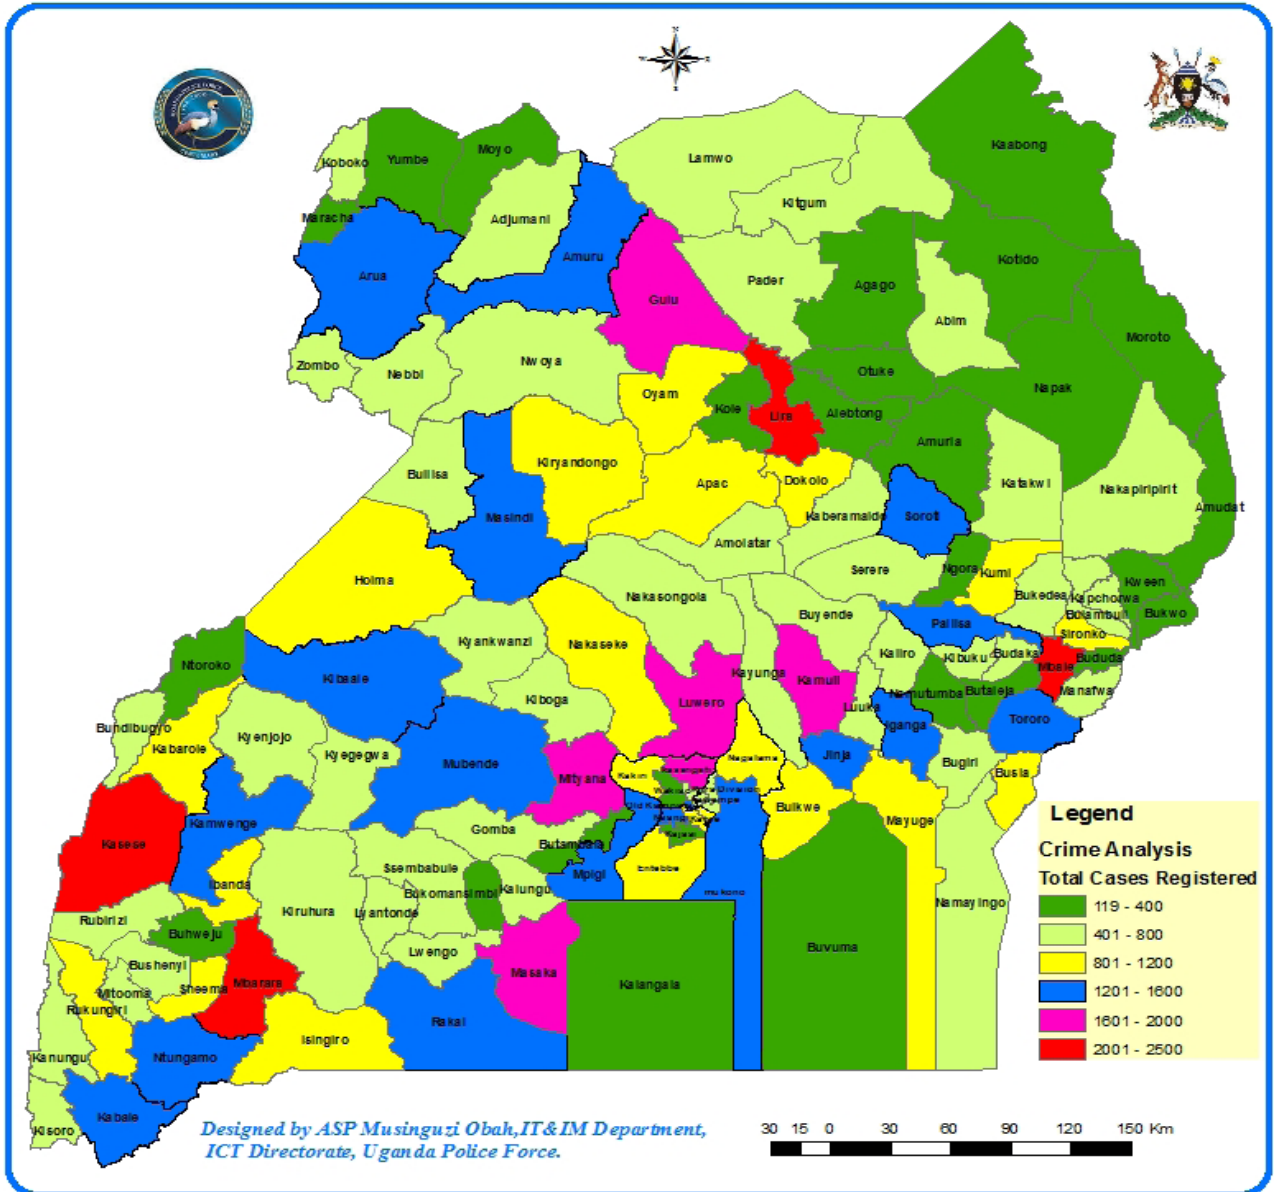 Kaabong
Lamwo
Koboko
Yumbe
Moyo
Kitgum
Maracha
Adjumani
Amuru
Kotido
Arua
Pader
Agago
Gulu
Abim
Moroto
Zombo
Nebbi
Nwoya
Otuke
Napak
Oyam
Kole
Lira
Alebtong
Amuria
Bullisa
Kiryandongo
Apac
Dokolo
Katakwi
Nakapiripirit
Amudat
Masindi
Kaberamaido
Soroti
Amolatar
Hoima
Serere
Ngora
Kumi
Kween
Nakasongola
Bukedea
Kapchorwa
Buyende
Bulambuli
Bukwo
Pallisa
Sironko
Kyankwanzi
Nakaseke
Ntoroko
Kaliro
Kibuku
Budaka
Mbale
Bududa
Kibaale
Kayunga
Kamuli
Namutumba
Butaleja
Manafwa
Kiboga
Luwero
Luuka
Iganga
Tororo
Bundibugyo
Kabarole
Kyenjojo
Kyegegwa
Mubende
Mityana
Kakiri
Nagalama
Jinja
Bugiri
Busia
Buikwe
Mayuge
Kamwenge
Gomba
Kasese
Butambala
Mpigi
Entebbe
mukono
Ibanda
Ssembabule
Bukomansimbi
Kalungu
Kiruhura
Lyantonde
Rubirizi
Namayingo
Buhweju
Lwengo
Buvuma
Bushenyi
Masaka
Mitooma
Sheema
Mbarara
Kalangala
Rukungiri
Rakai
Isingiro
Kanungu
Ntungamo
Kabale
Kisoro
Legend
Crime Analysis
Total Cases Registered
119 - 400
401 - 800
801 - 1200
1201 - 1600
1601 - 2000
2001 - 2500
Designed by ASP Musinguzi Obah,IT&IM Department,
ICT Directorate, Uganda Police Force.
30 15 0 30 60 90 120 150 Km